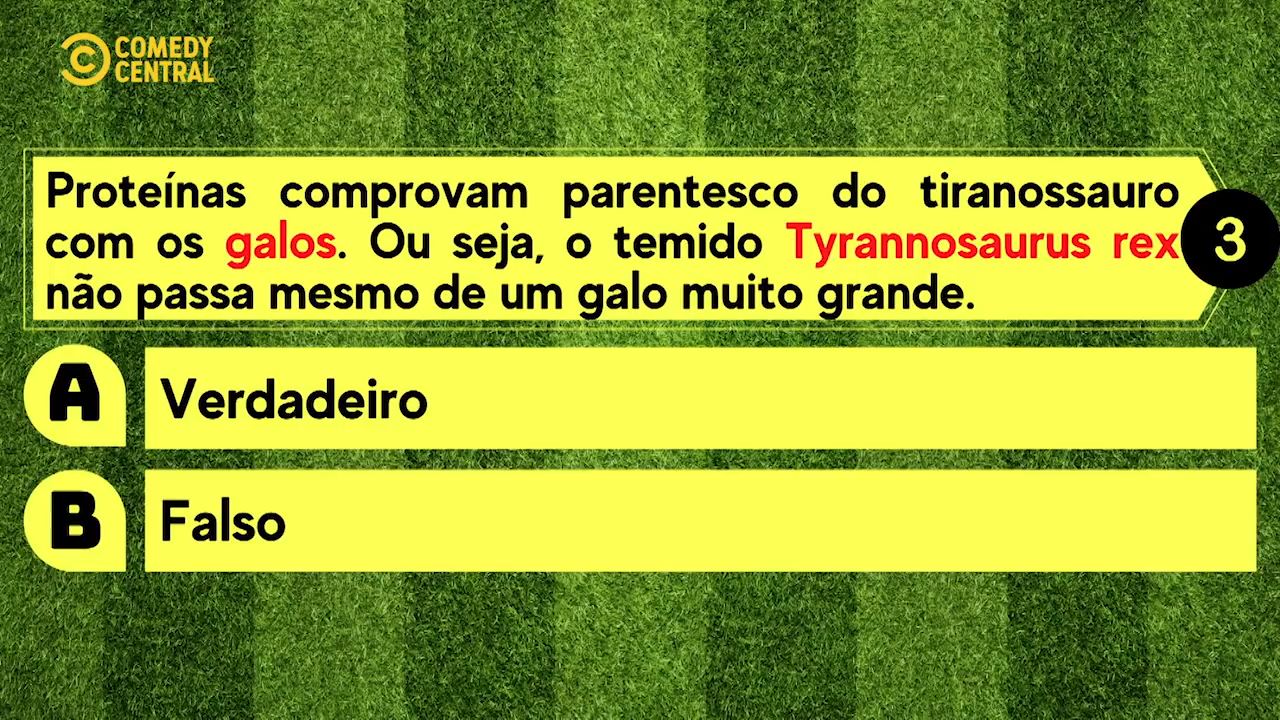 COMEDY
CENTRAL
Proteínas comprovam parentesco do tiranossauro
com os galos. Ou seja, o temido Tyrannosaurus rex
não passa mesmo de um galo muito grande.
3
A
Verdadeiro
B
Falso